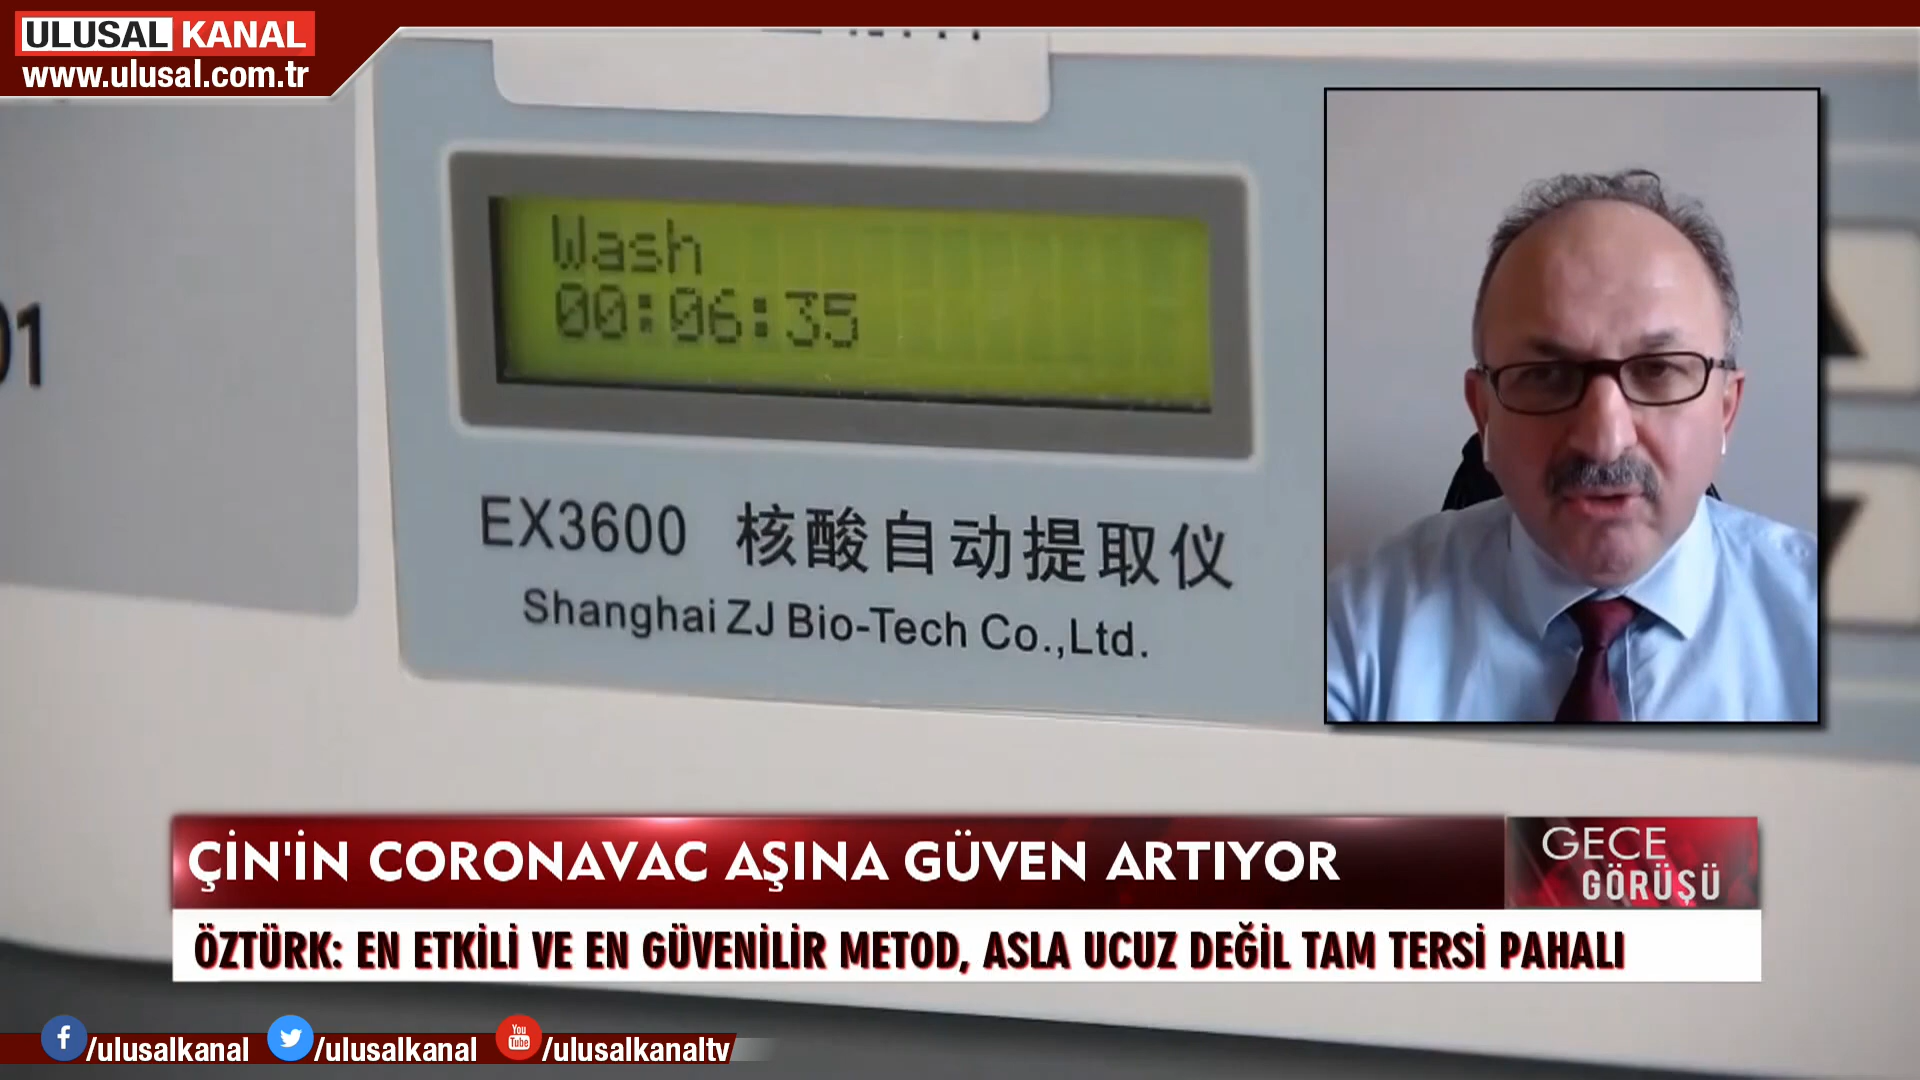 ULUSAL KANAL
www.ulusal.com.tr
01
Wash
00:06:35
EX3600 核酸自动提取仪
Shanghai ZJ Bio-Tech Co.,Ltd.
ÇİN'İN CORONAVAC AŞINA GÜVEN ARTIYOR
GECE
GÖRÜŞÜ
ÖZTÜRK: EN ETKİLİ VE EN GÜVENİLİR METOD, ASLA UCUZ DEĞİL TAM TERSİ PAHALI
f /ulusalkanal
/ulusalkanal
You Tube /ulusalkanaltv